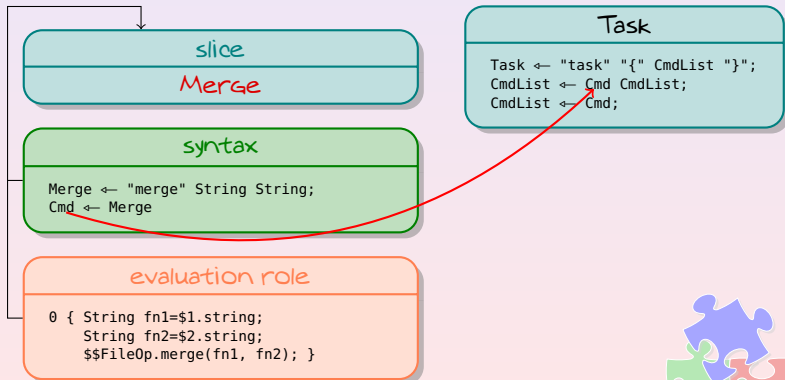 slice
Merge
syntax
Merge ← "merge" String String;
Cmd ← Merge
evaluation role
0 { String fn1=$1.string;
String fn2=$2.string;
$$FileOp.merge(fn1, fn2); }
Task
Task ← "task" "{" CmdList "}";
CmdList ← Cmd CmdList;
CmdList ← Cmd;